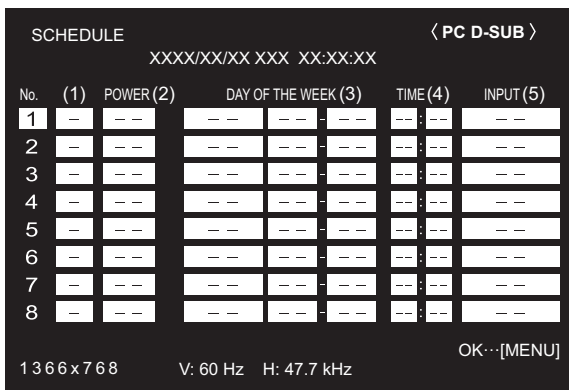 SCHEDULE 〈 PC D-SUB 〉
XXXX/XX/XX XXX XX:XX:XX
No. (1) POWER (2) DAY OF THE WEEK (3) TIME (4) INPUT (5)
1 – – – – – – – - – – -- : -- – –
2 – – – – – – – - – – -- : -- – –
3 – – – – – – – - – – -- : -- – –
4 – – – – – – – - – – -- : -- – –
5 – – – – – – – - – – -- : -- – –
6 – – – – – – – - – – -- : -- – –
7 – – – – – – – - – – -- : -- – –
8 – – – – – – – - – – -- : -- – –
OK···[MENU]
1366x768 V: 60 Hz H: 47.7 kHz